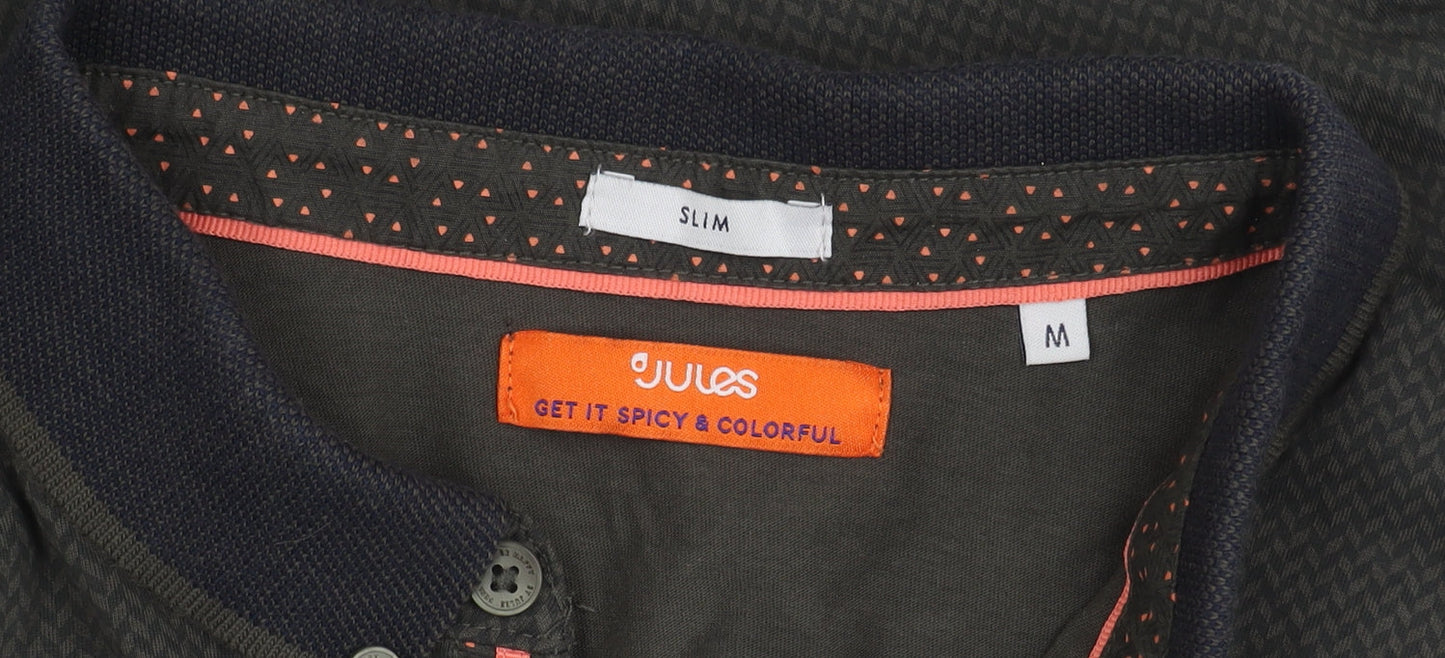 SLIM
M
JULES
GET IT SPICY & COLORFUL